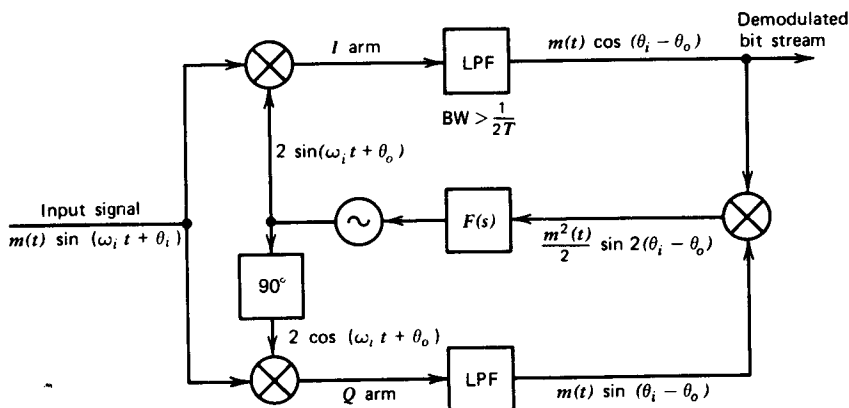 Demodulated
bit stream
I arm
LPF
m(t) cos (θi − θo)
BW > 1/2T
2 sin(ωi t + θo)
Input signal
m(t) sin (ωi t + θi)
F(s)
m²(t)/2 sin 2(θi − θo)
90°
2 cos (ωi t + θo)
Q arm
LPF
m(t) sin (θi − θo)